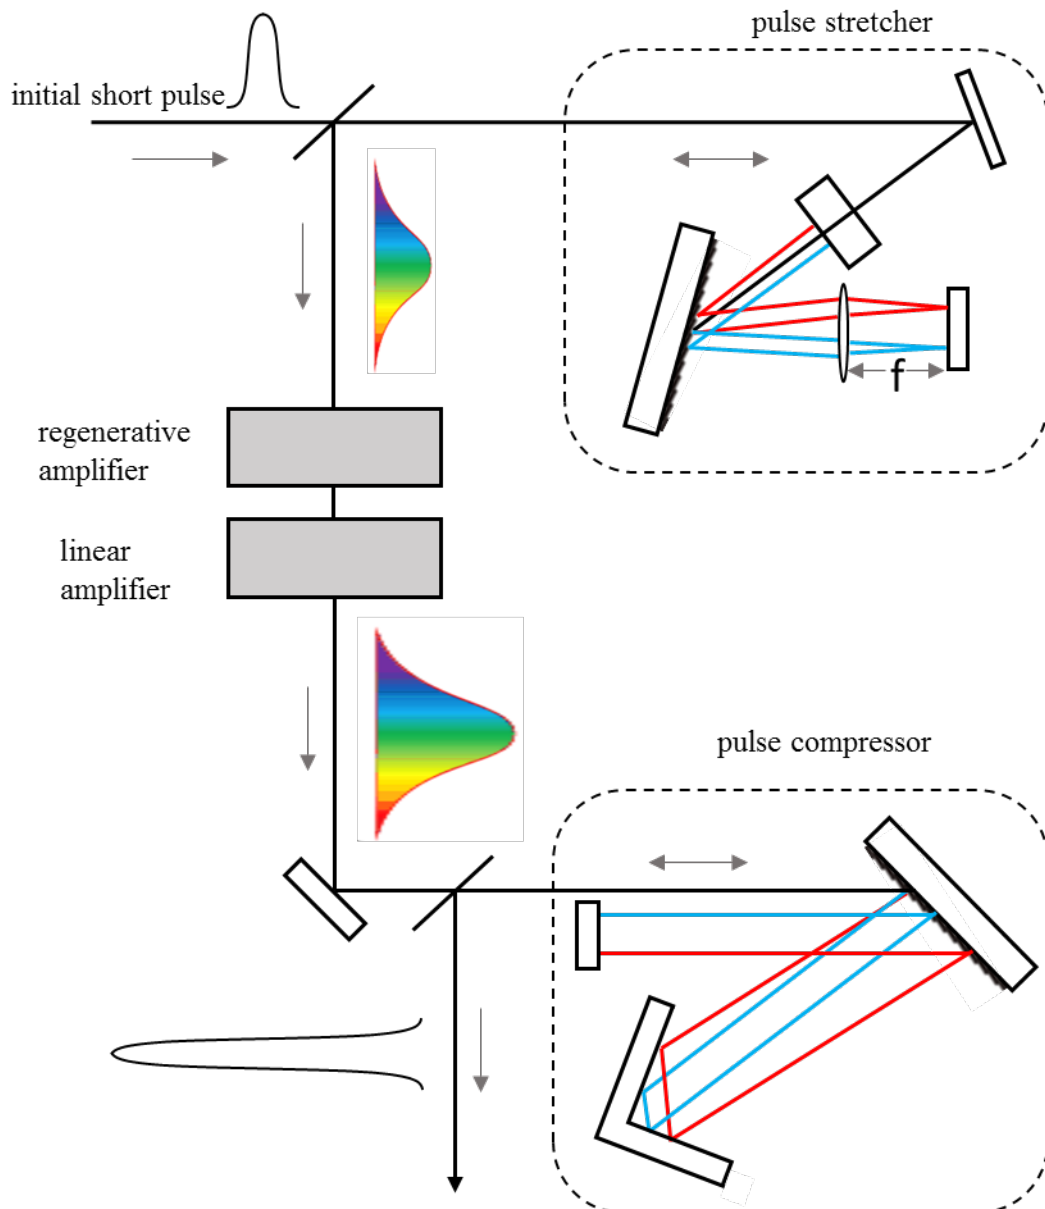 pulse stretcher
initial short pulse
f
regenerative
amplifier
linear
amplifier
pulse compressor